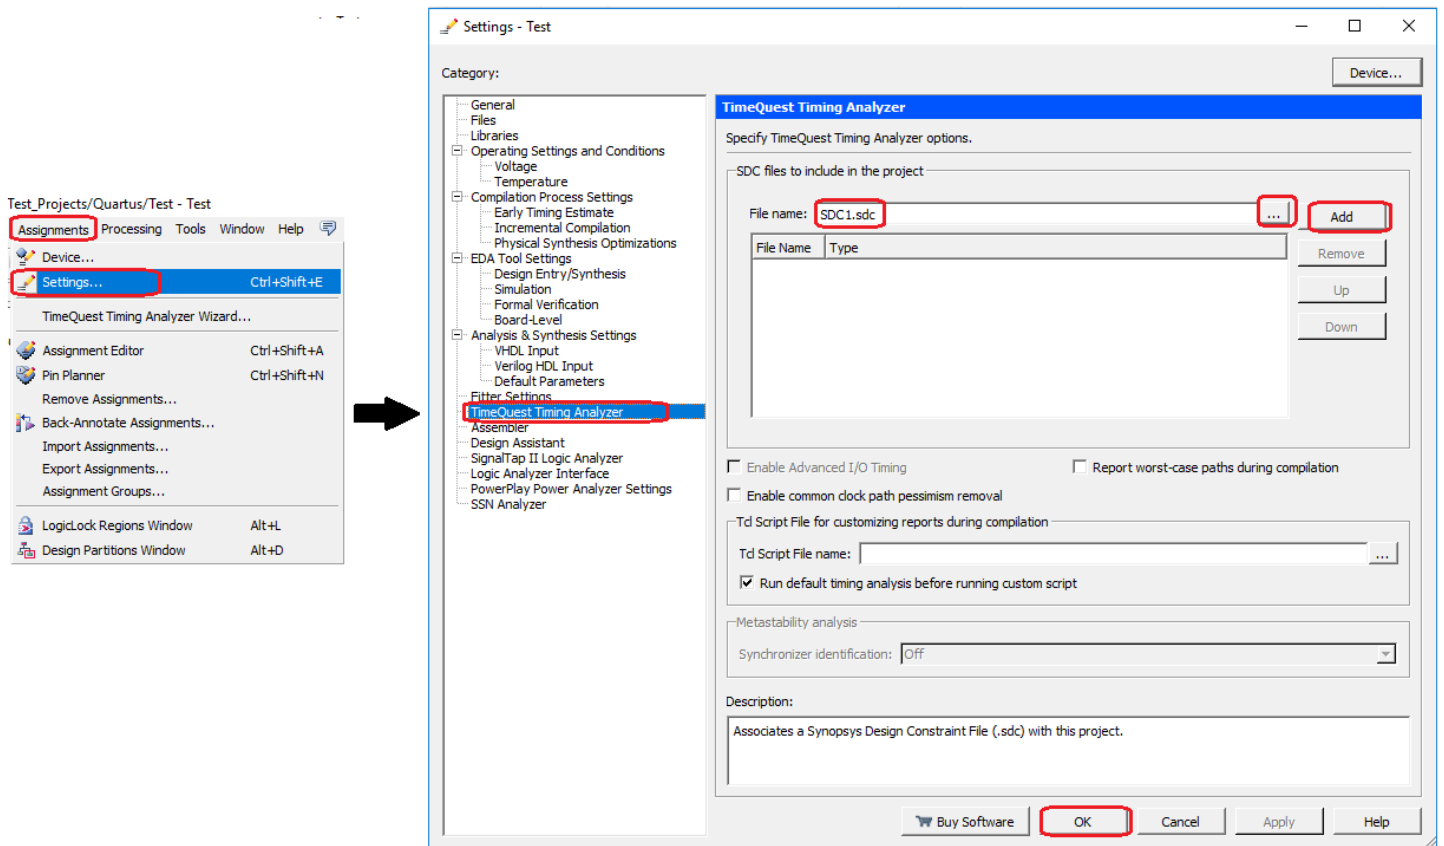 Test_Projects/Quartus/Test - Test
Assignments Processing Tools Window Help
Device...
Settings... Ctrl+Shift+E
TimeQuest Timing Analyzer Wizard...
Assignment Editor Ctrl+Shift+A
Pin Planner Ctrl+Shift+N
Remove Assignments...
Back-Annotate Assignments...
Import Assignments...
Export Assignments...
Assignment Groups...
LogicLock Regions Window Alt+L
Design Partitions Window Alt+D
Settings - Test
Category:
Device...
General
Files
Libraries
Operating Settings and Conditions
Voltage
Temperature
Compilation Process Settings
Early Timing Estimate
Incremental Compilation
Physical Synthesis Optimizations
EDA Tool Settings
Design Entry/Synthesis
Simulation
Formal Verification
Board-Level
Analysis & Synthesis Settings
VHDL Input
Verilog HDL Input
Default Parameters
Fitter Settings
TimeQuest Timing Analyzer
Assembler
Design Assistant
SignalTap II Logic Analyzer
Logic Analyzer Interface
PowerPlay Power Analyzer Settings
SSN Analyzer
TimeQuest Timing Analyzer
Specify TimeQuest Timing Analyzer options.
SDC files to include in the project
File name: SDC1.sdc ... Add
File Name Type
Remove
Up
Down
Enable Advanced I/O Timing Report worst-case paths during compilation
Enable common clock path pessimism removal
Tcl Script File for customizing reports during compilation
Tcl Script File name: ...
Run default timing analysis before running custom script
Metastability analysis
Synchronizer identification: Off
Description:
Associates a Synopsys Design Constraint File (.sdc) with this project.
Buy Software OK Cancel Apply Help